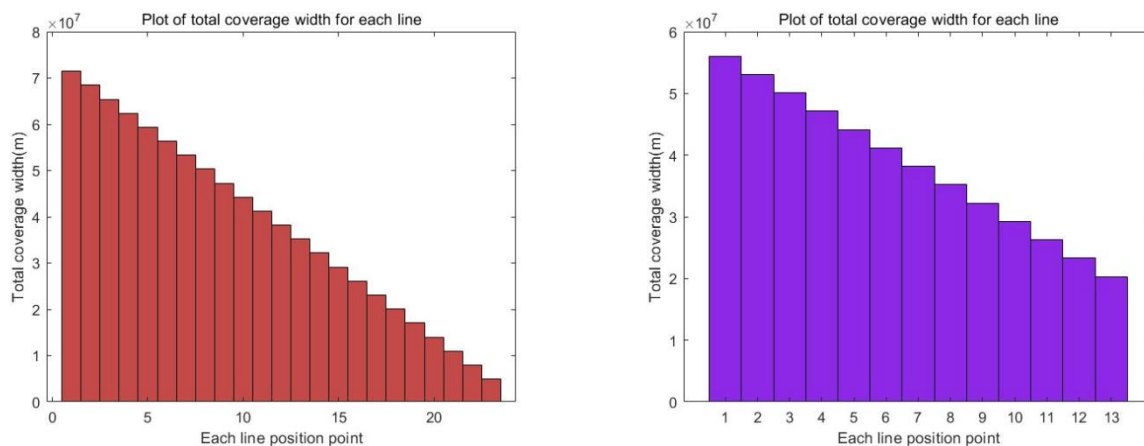 Plot of total coverage width for each line
×10⁷
8
7
6
5
4
3
2
1
0
Total coverage width(m)
0 5 10 15 20
Each line position point
Plot of total coverage width for each line
×10⁷
6
5
4
3
2
1
0
Total coverage width(m)
1 2 3 4 5 6 7 8 9 10 11 12 13
Each line position point